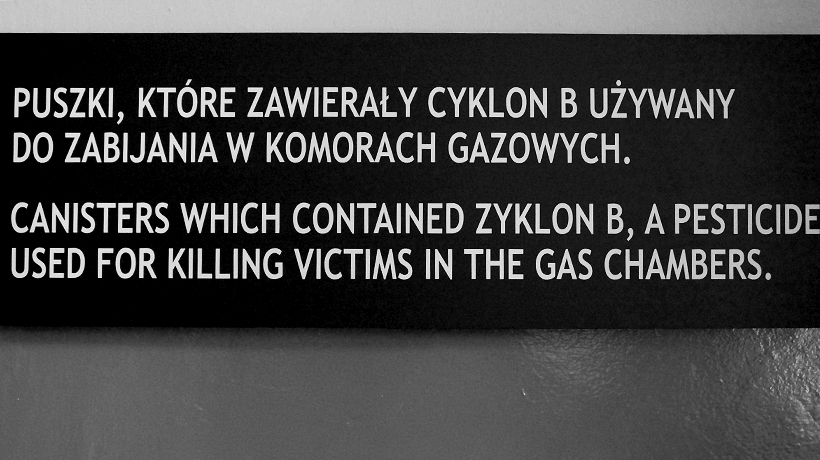 PUSZKI, KTÓRE ZAWIERAŁY CYKLON B UŻYWANY
DO ZABIJANIA W KOMORACH GAZOWYCH.
CANISTERS WHICH CONTAINED ZYKLON B, A PESTICIDE
USED FOR KILLING VICTIMS IN THE GAS CHAMBERS.